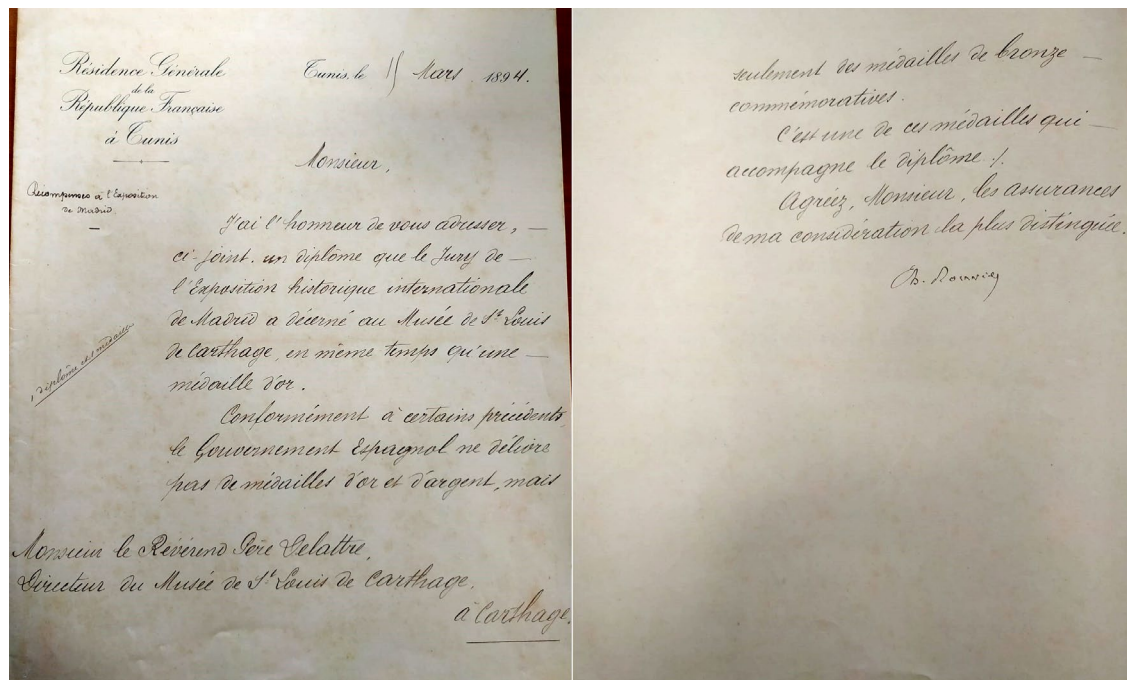 Résidence Générale
de la
République Française
à Tunis
Tunis, le 15 Mars 1894.
Monsieur,
Récompenses à l'Exposition
de Madrid
J'ai l'honneur de vous adresser,
ci-joint, un diplôme que le Jury de
l'Exposition historique internationale
de Madrid a décerné au Musée de St Louis
de Carthage, en même temps qu'une
médaille d'or.
1 diplôme et 1 médaille
Conformément à certains précédents,
le Gouvernement Espagnol ne délivre
pas de médailles d'or et d'argent, mais
Monsieur le Révérend Père Delattre,
Directeur du Musée de St Louis de Carthage.
à Carthage.
seulement des médailles de bronze
commémoratives.
C'est une de ces médailles qui
accompagne le diplôme ./.
Agréez, Monsieur, les assurances
de ma considération la plus distinguée.
Ch. Rouvier